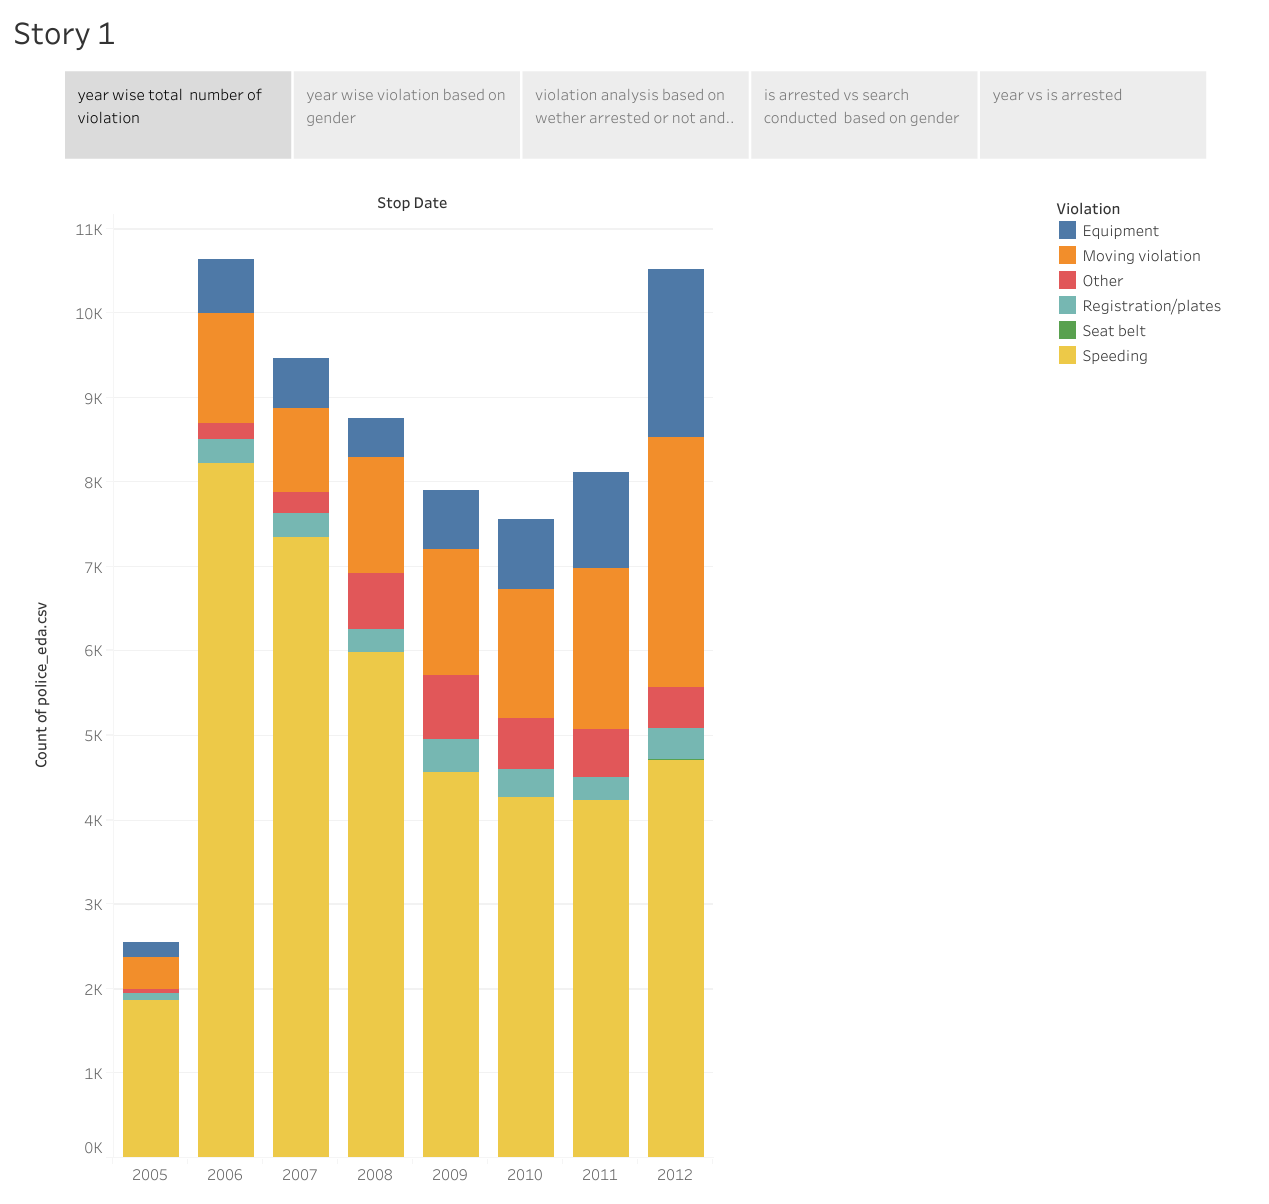 Story 1
year wise total  number of
violation
year wise violation based on
gender
violation analysis based on
wether arrested or not and..
is arrested vs search
conducted  based on gender
year vs is arrested
Stop Date
11K
10K
9K
8K
7K
6K
5K
4K
3K
2K
1K
0K
Count of police_eda.csv
2005 2006 2007 2008 2009 2010 2011 2012
Violation
Equipment
Moving violation
Other
Registration/plates
Seat belt
Speeding